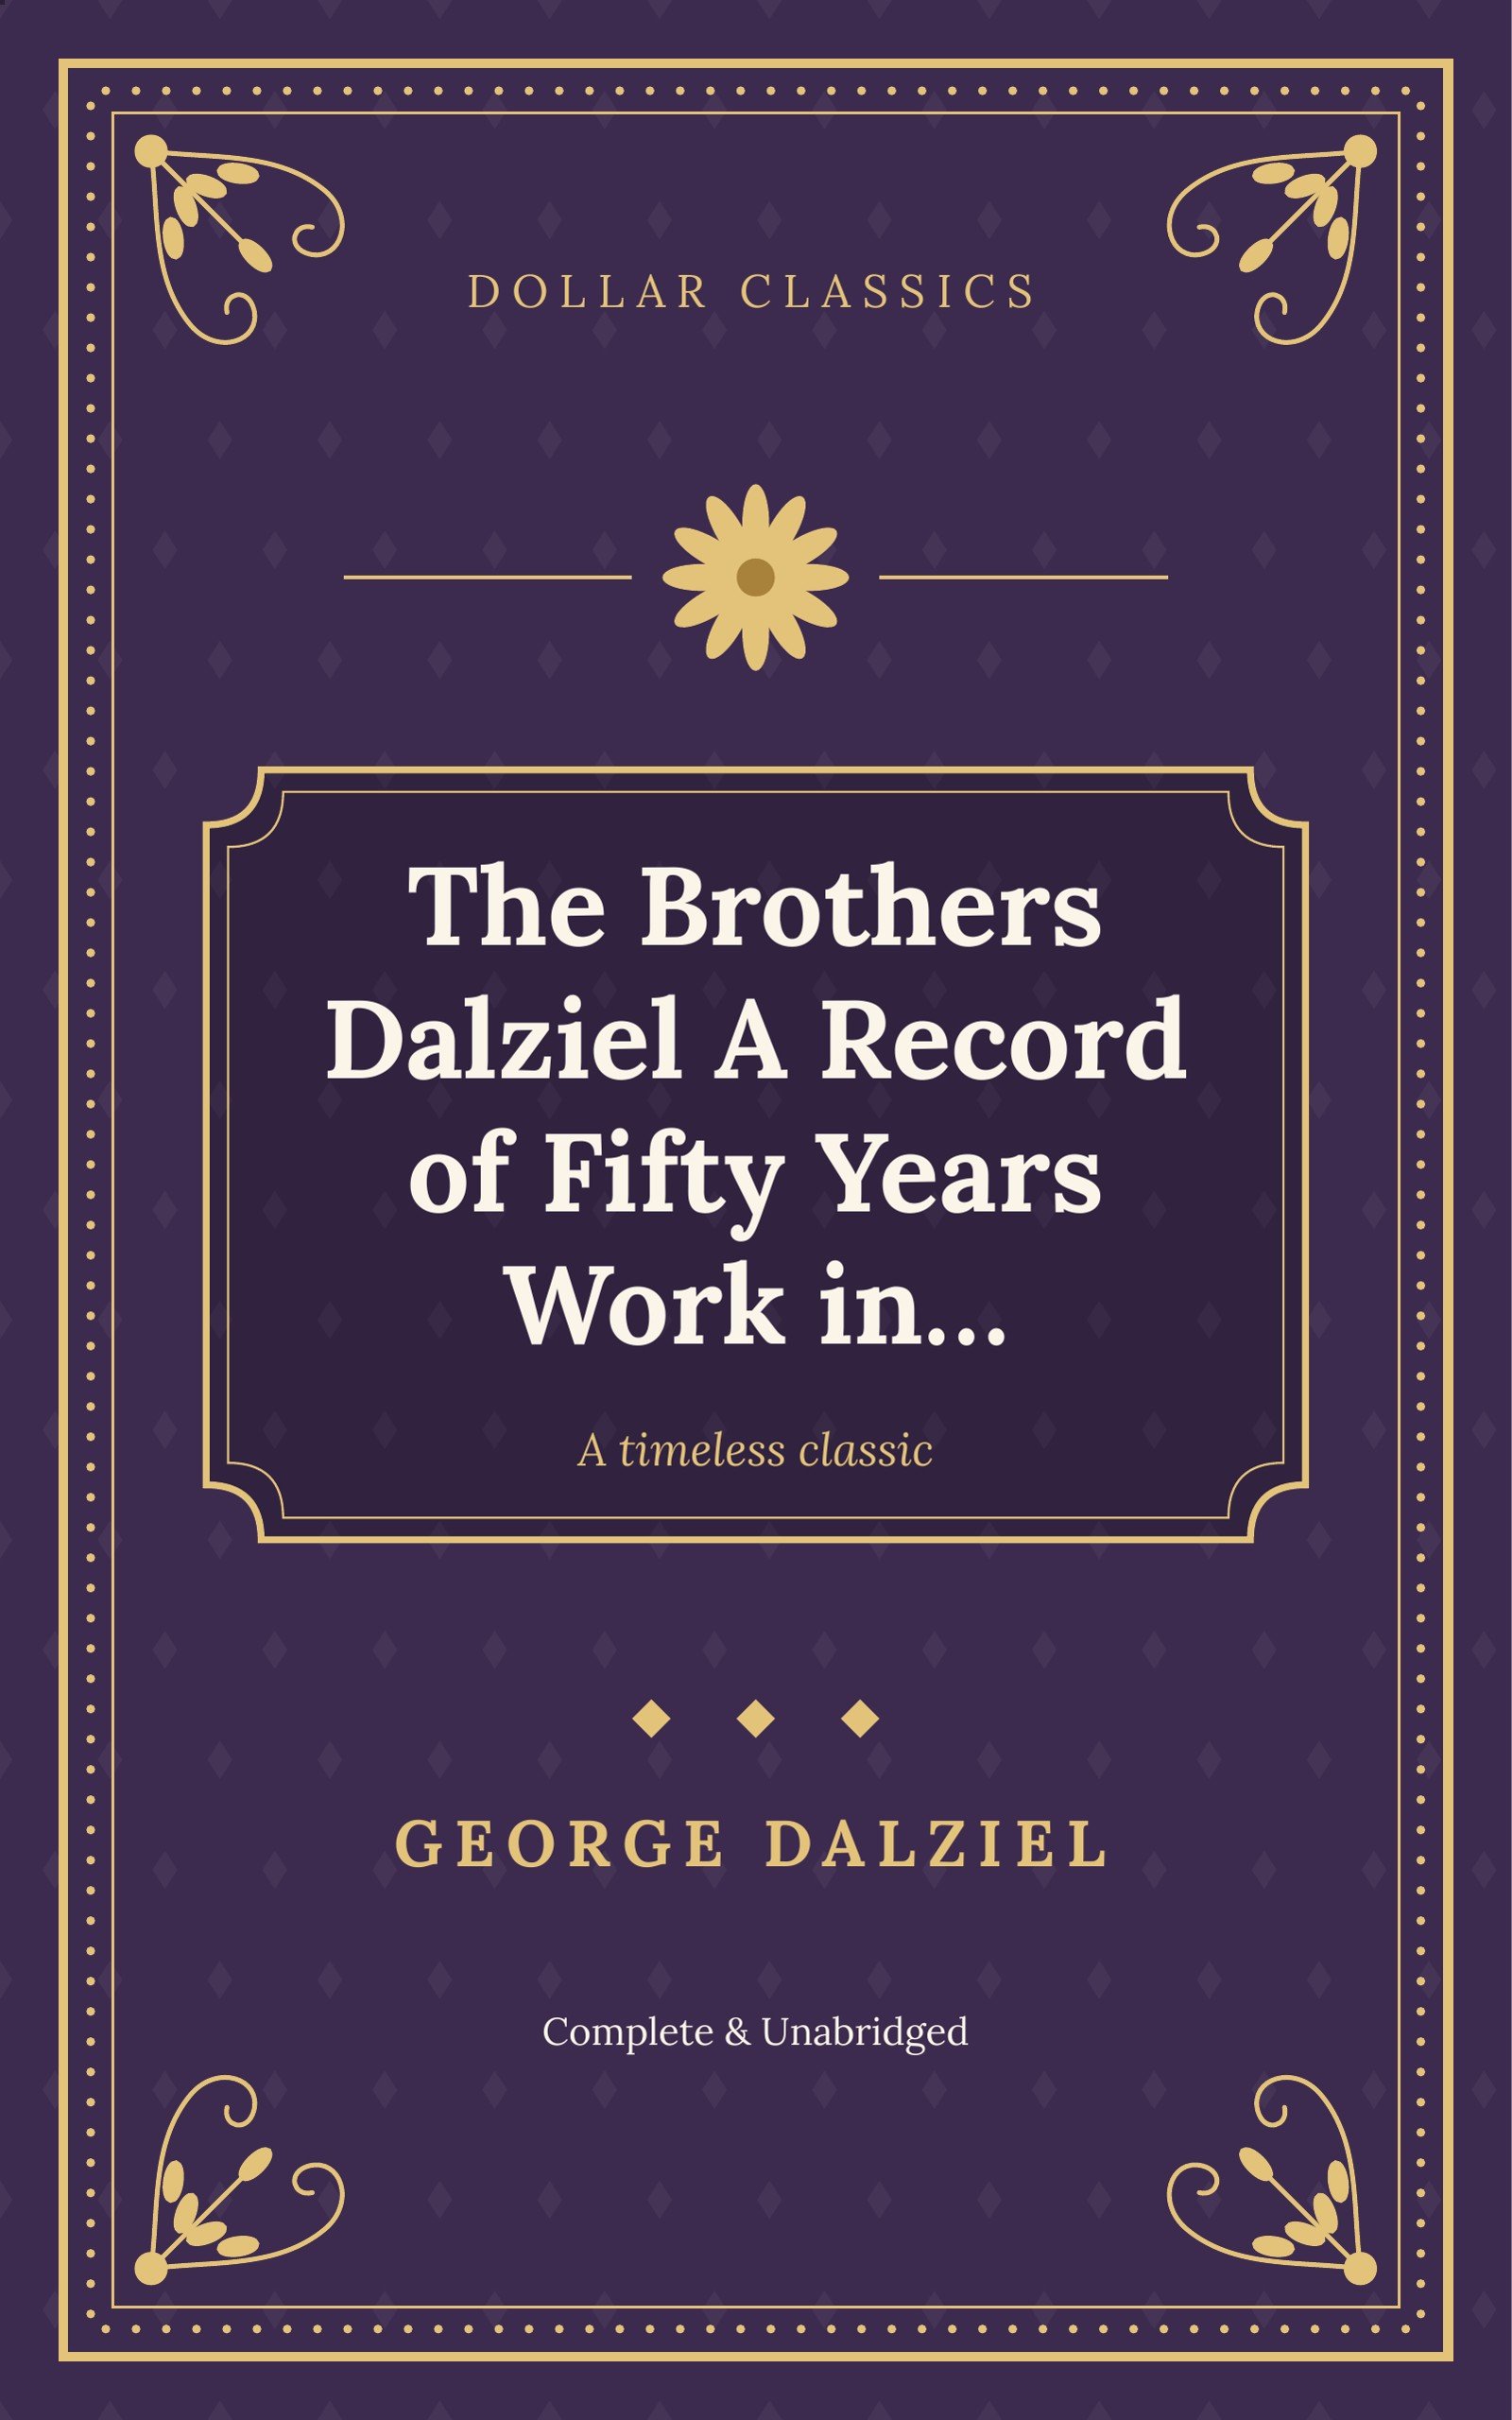 DOLLAR CLASSICS
The Brothers
Dalziel A Record
of Fifty Years
Work in...
A timeless classic
GEORGE DALZIEL
Complete & Unabridged